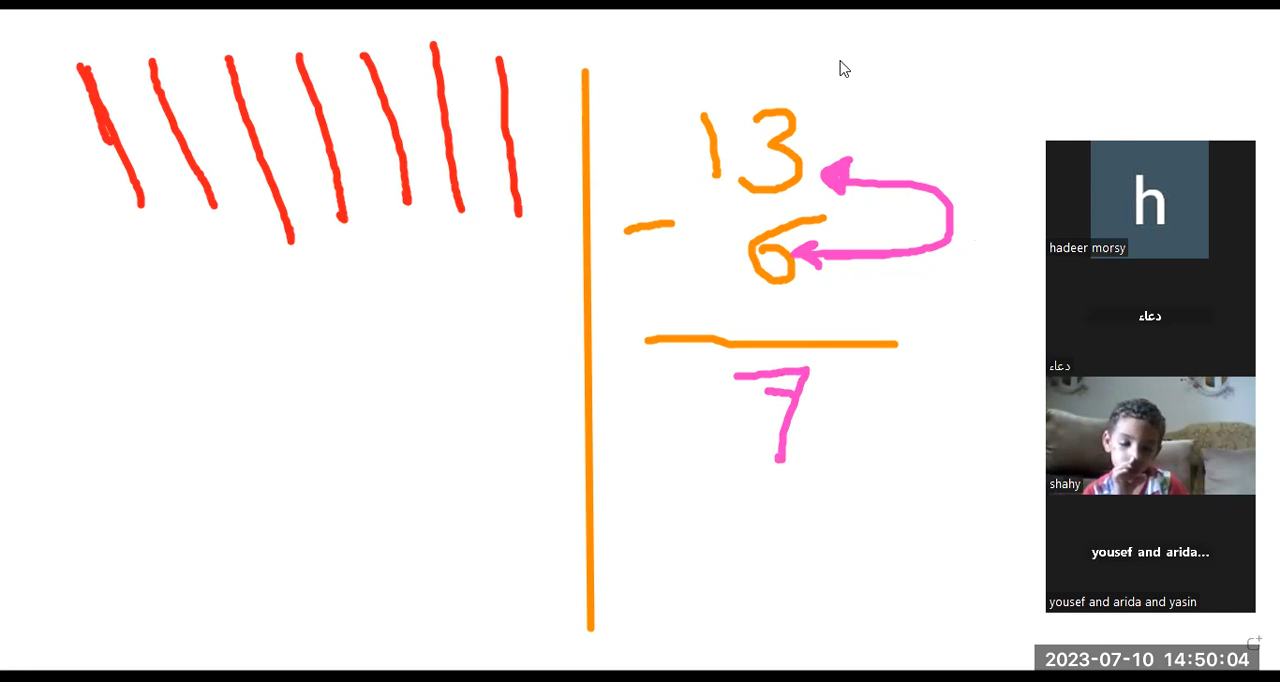 13
- 6
7
h
hadeer morsy
دعاء
دعاء
shahy
yousef and arida...
yousef and arida and yasin
2023-07-10 14:50:04